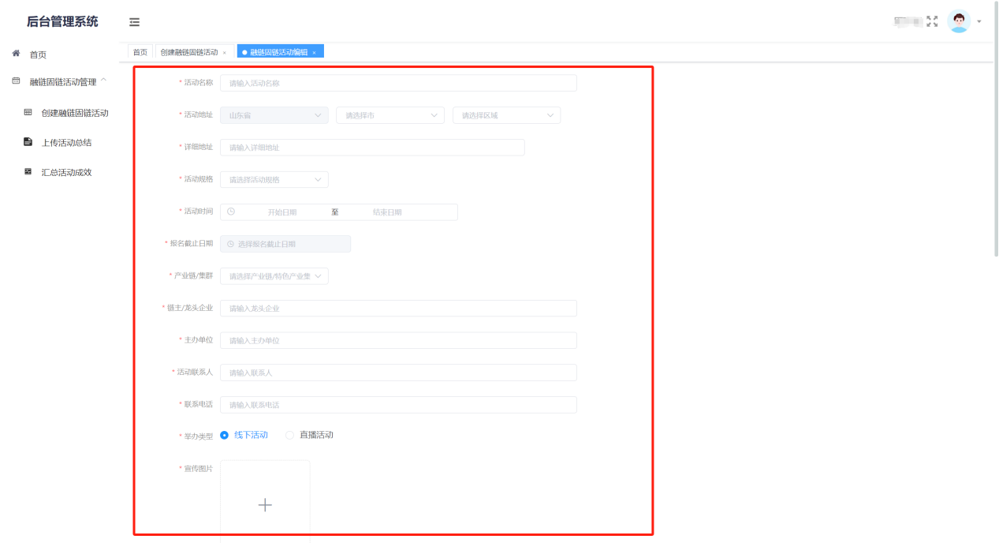 后台管理系统
首页
融链固链活动管理
创建融链固链活动
上传活动总结
汇总活动成效
首页 创建融链固链活动 × ● 融链固链活动编辑 ×
* 活动名称 请输入活动名称
* 活动地址 山东省 请选择市 请选择区域
* 详细地址 请输入详细地址
* 活动规格 请选择活动规格
* 活动时间 开始日期 至 结束日期
* 报名截止日期 选择报名截止日期
* 产业链/集群 请选择产业链/特色产业集
* 链主/龙头企业 请输入龙头企业
* 主办单位 请输入主办单位
* 活动联系人 请输入联系人
* 联系电话 请输入联系电话
* 举办类型 线下活动 直播活动
* 宣传图片